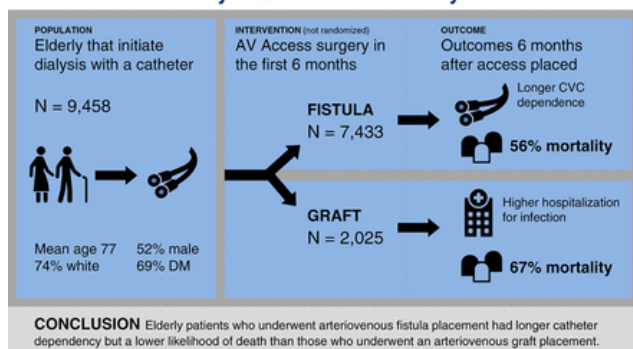 POPULATION
Elderly that initiate
dialysis with a catheter
N = 9,458
Mean age 77
74% white
52% male
69% DM
INTERVENTION (not randomized)
AV Access surgery in
the first 6 months
FISTULA
N = 7,433
GRAFT
N = 2,025
OUTCOME
Outcomes 6 months
after access placed
Longer CVC
dependence
56% mortality
Higher hospitalization
for infection
67% mortality
CONCLUSION Elderly patients who underwent arteriovenous fistula placement had longer catheter
dependency but a lower likelihood of death than those who underwent an arteriovenous graft placement.